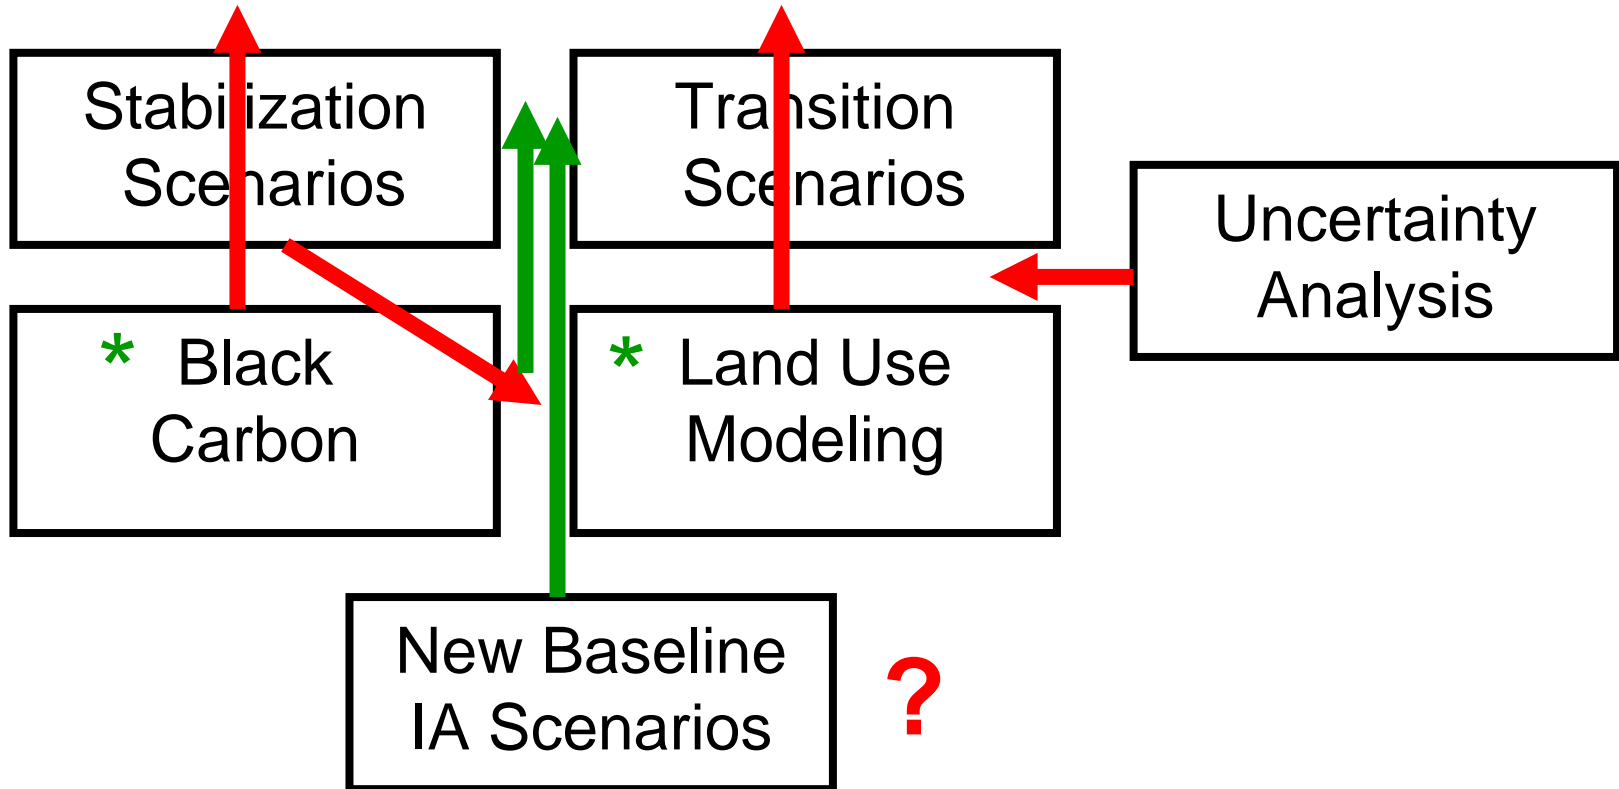 Stabilization
Scenarios
Transition
Scenarios
Uncertainty
Analysis
* Black
Carbon
* Land Use
Modeling
New Baseline
IA Scenarios
?